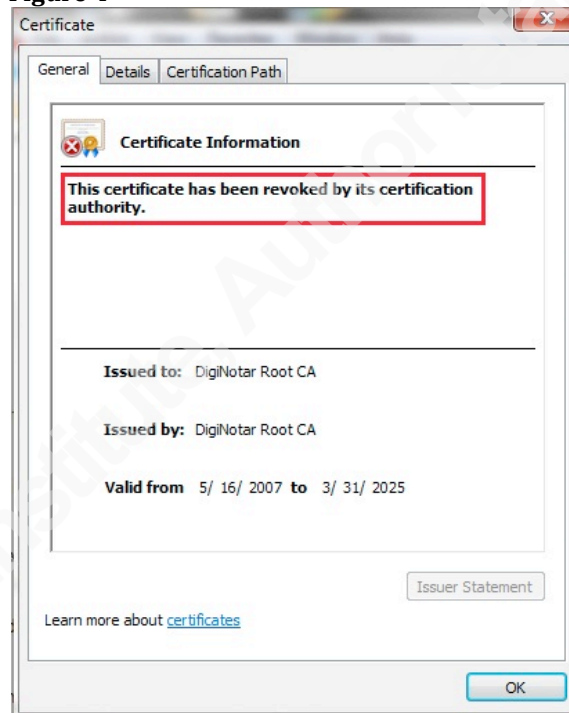 Certificate
General Details Certification Path
Certificate Information
This certificate has been revoked by its certification
authority.
Issued to: DigiNotar Root CA
Issued by: DigiNotar Root CA
Valid from 5/ 16/ 2007 to 3/ 31/ 2025
Issuer Statement
Learn more about certificates
OK